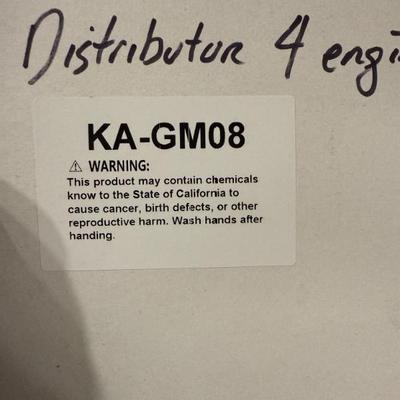 Distributor 4 engi
KA-GM08
⚠ WARNING:
This product may contain chemicals
know to the State of California to
cause cancer, birth defects, or other
reproductive harm. Wash hands after
handing.